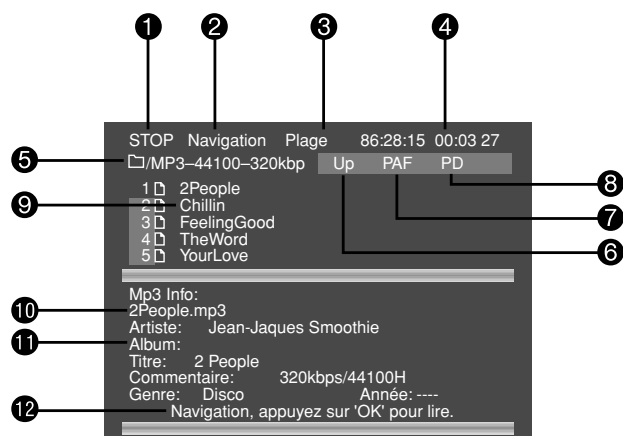 1 2 3 4
STOP Navigation Plage 86:28:15 00:03 27
5 /MP3–44100–320kbp Up PAF PD
8
1 2People
9 2 Chillin
7
3 FeelingGood
4 TheWord
6
5 YourLove
Mp3 Info:
10 2People.mp3
Artiste: Jean-Jaques Smoothie
11 Album:
Titre: 2 People
Commentaire: 320kbps/44100H
Genre: Disco Année: ----
12 Navigation, appuyez sur 'OK' pour lire.